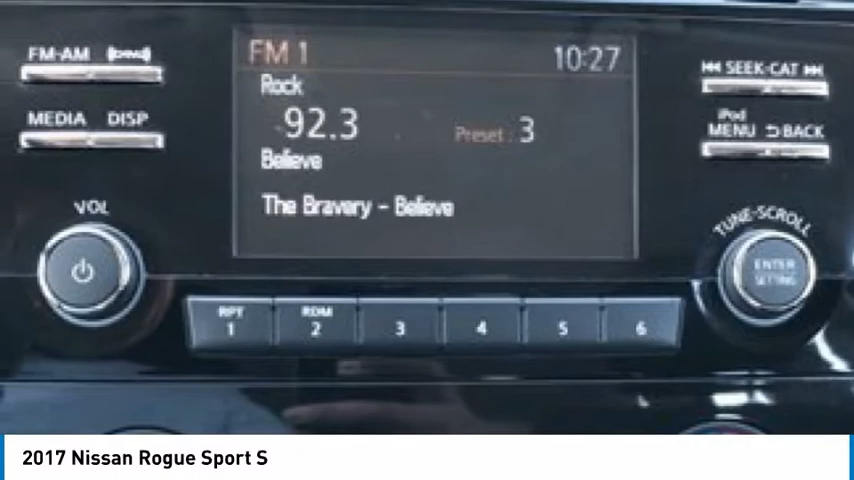 FM-AM
FM 1
10:27
SEEK-CAT
Rock
MEDIA DISP
92.3
Preset : 3
iPod
MENU BACK
Believe
The Bravery - Believe
VOL
TUNE-SCROLL
ENTER
SETTING
RPT
1
RDM
2
3
4
5
6
2017 Nissan Rogue Sport S